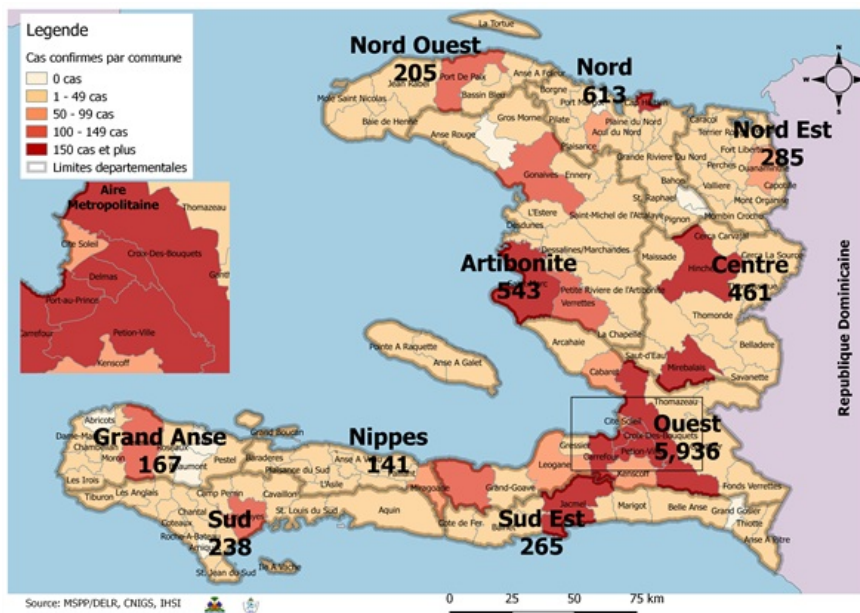 Legende
Cas confirmes par commune
0 cas
1 - 49 cas
50 - 99 cas
100 - 149 cas
150 cas et plus
Limites departementales
Aire
Metropolitaine
Thomazeau
Cite Soleil
Croix-Des-Bouquets
Delmas
Port-au-Prince
Carrefour
Petion-Ville
Kenscoff
La Tortue
Nord Ouest
205
Port De Paix
Jean Rabel
Anse A Foleur
Mole Saint Nicolas
Bassin Bleu
Baie de Henne
Anse Rouge
Gros Morne
Nord
613
Borgne
Pilate
Plaine du Nord
Acul du Nord
Plaisance
Grande Riviere Du Nord
Bahon
St. Raphael
Pignon
Caracol
Nord Est
285
Fort Liberte
Perches
Ouanaminthe
Capotille
Valliere
Mont Organise
Mombin Crochu
Gonaives
Ennery
L'Estere
Saint-Michel de l'Attalaye
Desdunes
Dessalines/Marchandes
Artibonite
543
Petite Riviere de l'Artibonite
Verrettes
La Chapelle
Cerca Carvajal
Cerca La Source
Maissade
Centre
461
Thomonde
Belladere
Saut-d'Eau
Mirebalais
Savanette
Republique Dominicaine
Pointe A Raquette
Anse A Galet
Arcahaie
Cabaret
Thomazeau
Cite Soleil
Ouest
5,936
Croix-Des-Bouquets
Gressier
Carrefour
Petion-Ville
Kenscoff
Leogane
Fonds Verrettes
Abricots
Grand Anse
167
Chambellan
Moron
Les Irois
Pestel
Grand Boucan
Baraderes
Plaisance du Sud
L'Asile
Nippes
141
Miragoane
Grand-Goave
Tiburon
Les Anglais
Camp Perrin
Cavaillon
Chantal
Coteaux
Roche-A-Bateau
St. Louis du Sud
Aquin
Sud
238
St. Jean du Sud
Ile A Vache
Cote de Fer
Jacmel
Sud Est
265
Marigot
Belle Anse
Grand Gosier
Thiotte
Anse A Pitre
Source: MSPP/DELR, CNIGS, IHSI
0 25 50 75 km
N
W
E
S